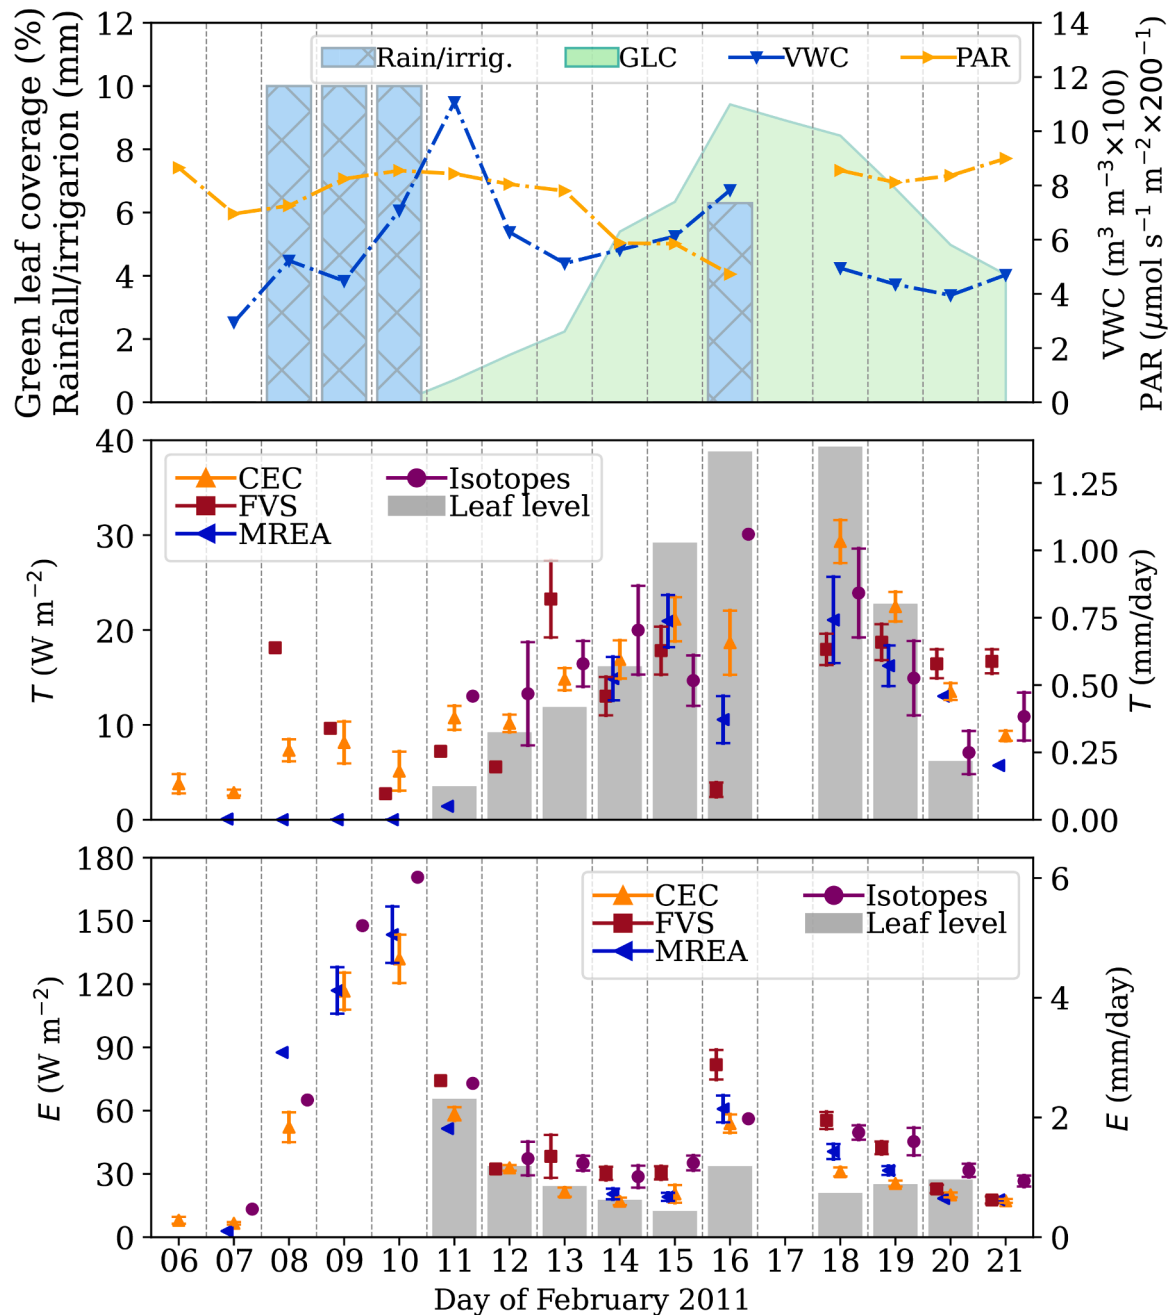 Green leaf coverage (%)
Rainfall/irrigarion (mm)
12
10
8
6
4
2
0
Rain/irrig.
GLC
VWC
PAR
14
12
10
8
6
4
2
0
VWC (m³ m⁻³×100)
PAR (μmol s⁻¹ m⁻²×200⁻¹)
T (W m⁻²)
40
30
20
10
0
CEC
FVS
MREA
Isotopes
Leaf level
1.25
1.00
0.75
0.50
0.25
0.00
T (mm/day)
E (W m⁻²)
180
150
120
90
60
30
0
CEC
FVS
MREA
Isotopes
Leaf level
6
4
2
0
E (mm/day)
06 07 08 09 10 11 12 13 14 15 16 17 18 19 20 21
Day of February 2011